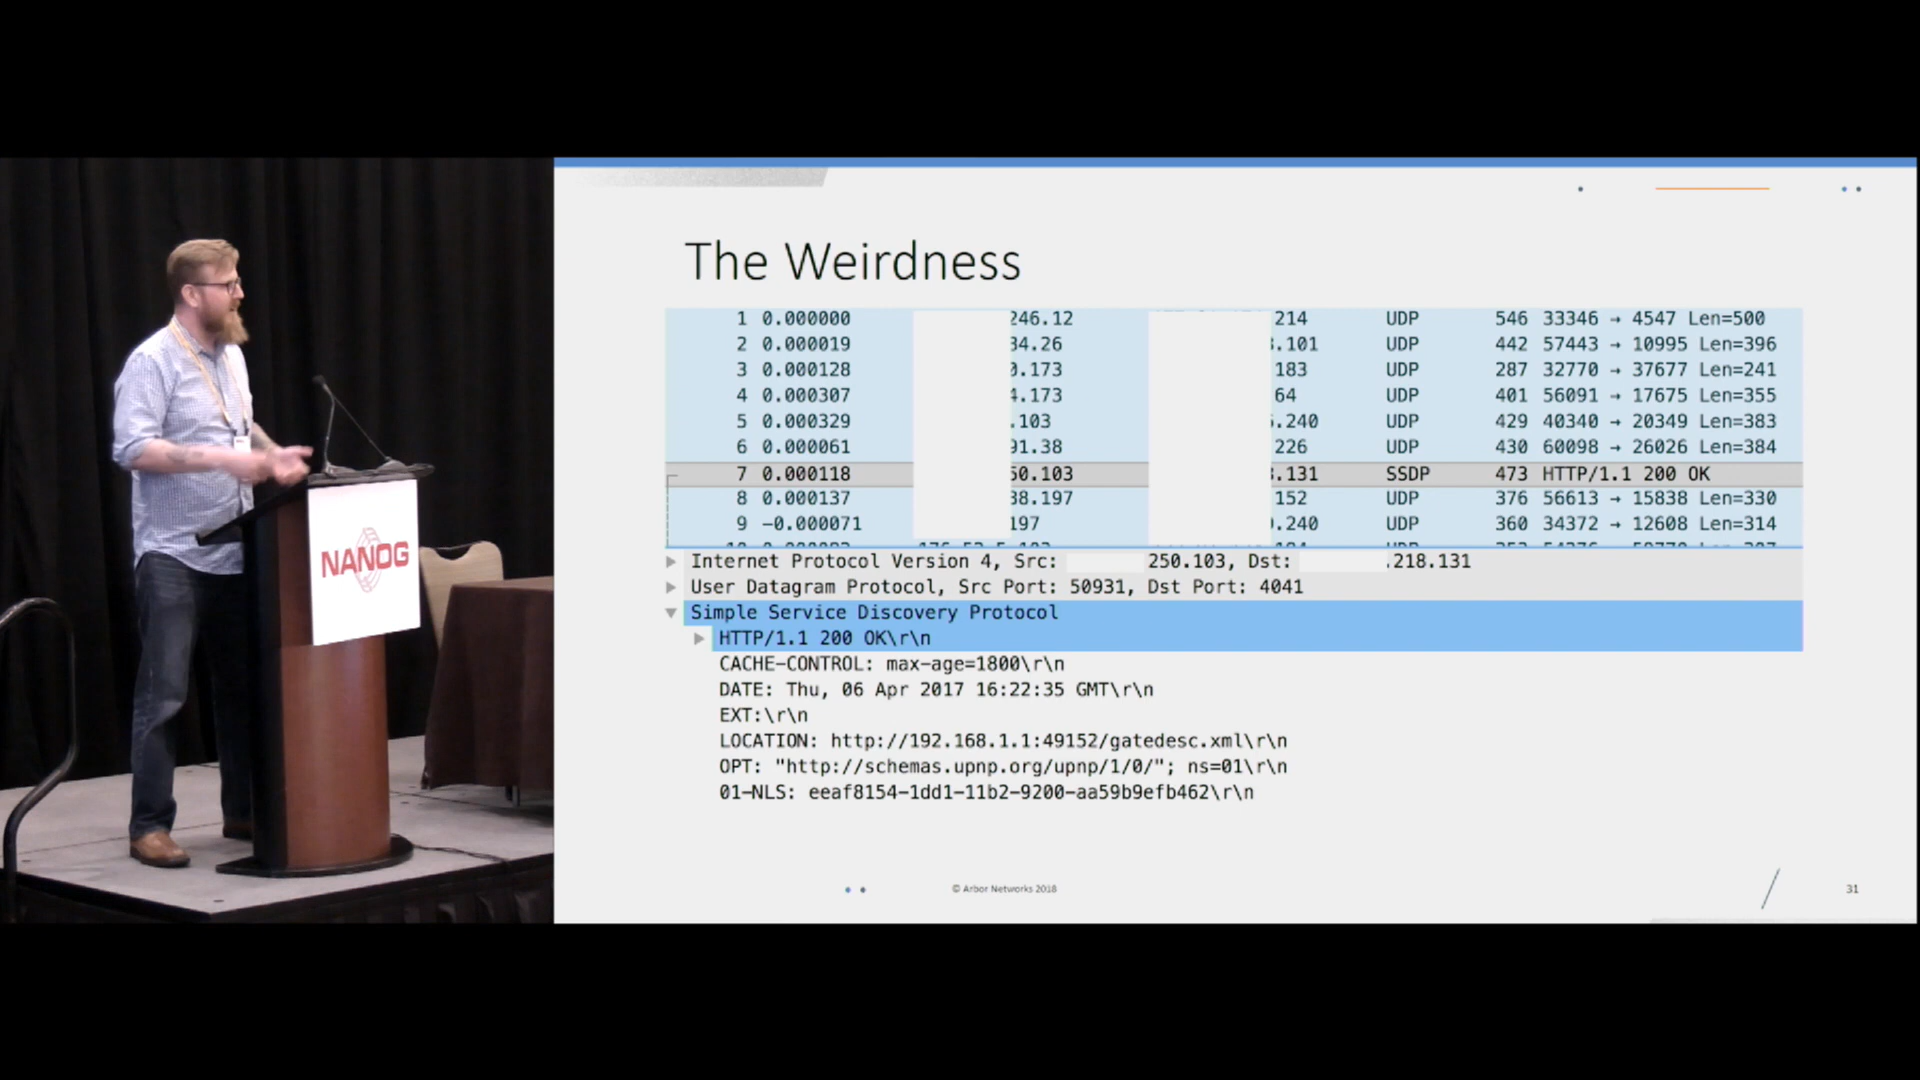 The Weirdness
1 0.000000 246.12 214 UDP 546 33346 → 4547 Len=500
2 0.000019 34.26 .101 UDP 442 57443 → 10995 Len=396
3 0.000128 .173 183 UDP 287 32770 → 37677 Len=241
4 0.000307 4.173 64 UDP 401 56091 → 17675 Len=355
5 0.000329 .103 .240 UDP 429 40340 → 20349 Len=383
6 0.000061 91.38 226 UDP 430 60098 → 26026 Len=384
7 0.000118 50.103 .131 SSDP 473 HTTP/1.1 200 OK
8 0.000137 38.197 152 UDP 376 56613 → 15838 Len=330
9 -0.000071 197 .240 UDP 360 34372 → 12608 Len=314
Internet Protocol Version 4, Src: 250.103, Dst: .218.131
User Datagram Protocol, Src Port: 50931, Dst Port: 4041
Simple Service Discovery Protocol
HTTP/1.1 200 OK\r\n
CACHE-CONTROL: max-age=1800\r\n
DATE: Thu, 06 Apr 2017 16:22:35 GMT\r\n
EXT:\r\n
LOCATION: http://192.168.1.1:49152/gatedesc.xml\r\n
OPT: "http://schemas.upnp.org/upnp/1/0/"; ns=01\r\n
01-NLS: eeaf8154-1dd1-11b2-9200-aa59b9efb462\r\n
© Arbor Networks 2018
31
NANOG